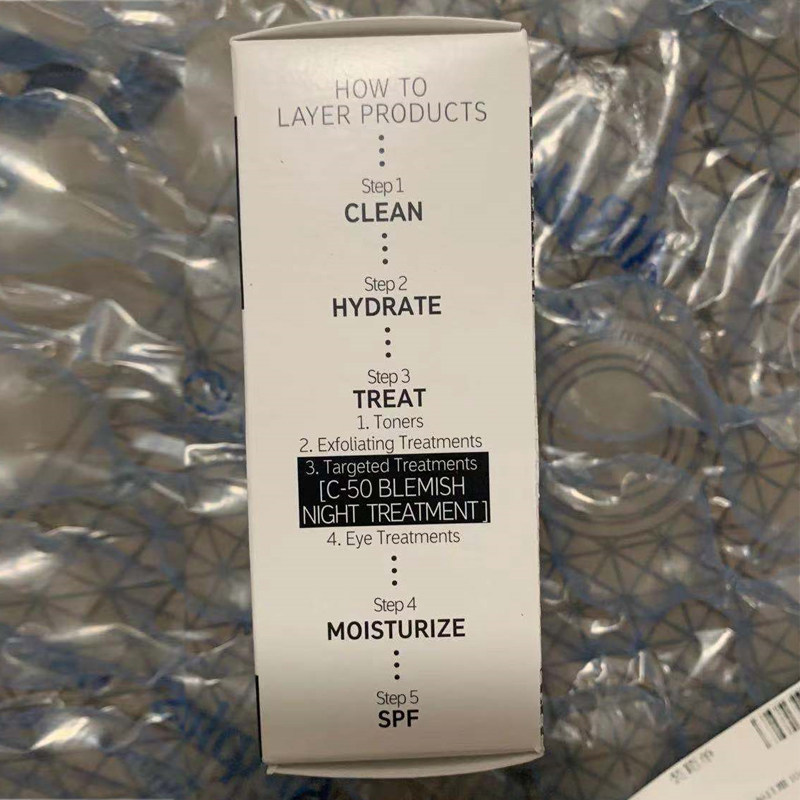 HOW TO
LAYER PRODUCTS
Step 1
CLEAN
Step 2
HYDRATE
Step 3
TREAT
1. Toners
2. Exfoliating Treatments
3. Targeted Treatments
[C-50 BLEMISH
NIGHT TREATMENT]
4. Eye Treatments
Step 4
MOISTURIZE
Step 5
SPF